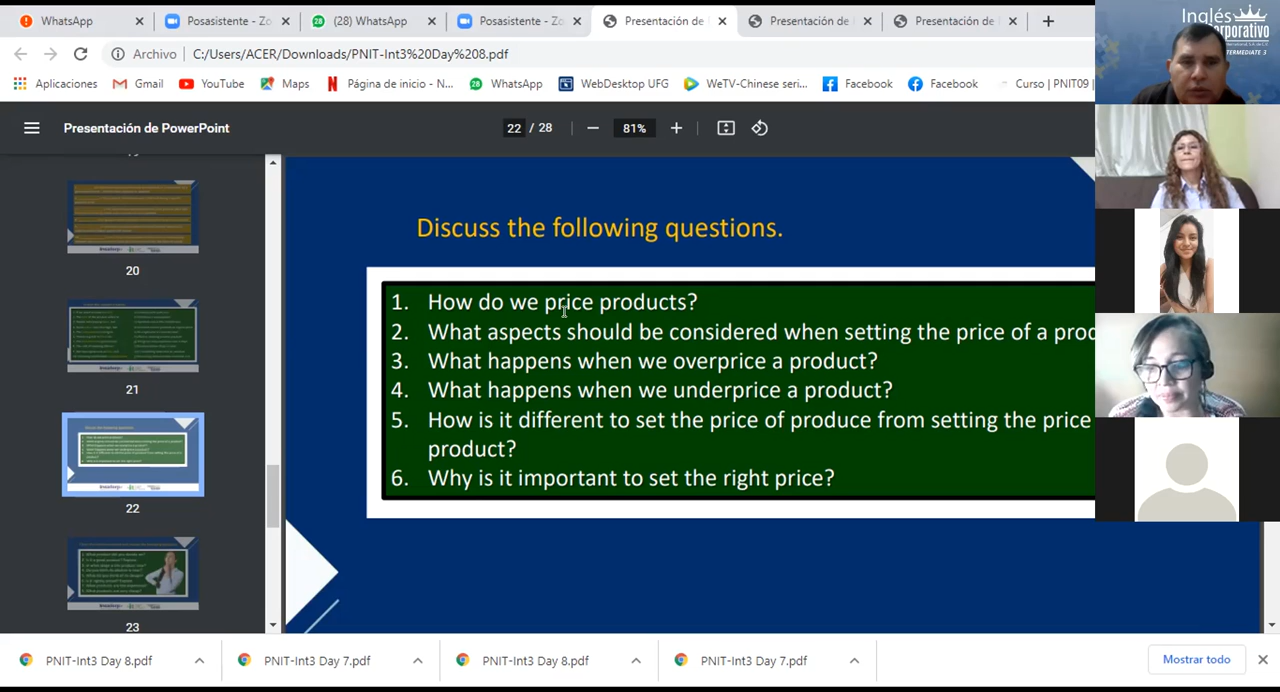 WhatsApp
Posasistente - Zo
(28) WhatsApp
Posasistente - Zo
Presentación de
Presentación de
Presentación de
Archivo
C:/Users/ACER/Downloads/PNIT-Int3%20Day%208.pdf
Aplicaciones
Gmail
YouTube
Maps
Página de inicio - N...
WhatsApp
WebDesktop UFG
WeTV-Chinese seri...
Facebook
Facebook
Curso | PNIT09
Presentación de PowerPoint
22 / 28
81%
20
21
22
23
Discuss the following questions.
1. How do we price products?
2. What aspects should be considered when setting the price of a
3. What happens when we overprice a product?
4. What happens when we underprice a product?
5. How is it different to set the price of produce from setting the price
product?
6. Why is it important to set the right price?
Inglés
PNIT-Int3 Day 8.pdf
PNIT-Int3 Day 7.pdf
PNIT-Int3 Day 8.pdf
PNIT-Int3 Day 7.pdf
Mostrar todo